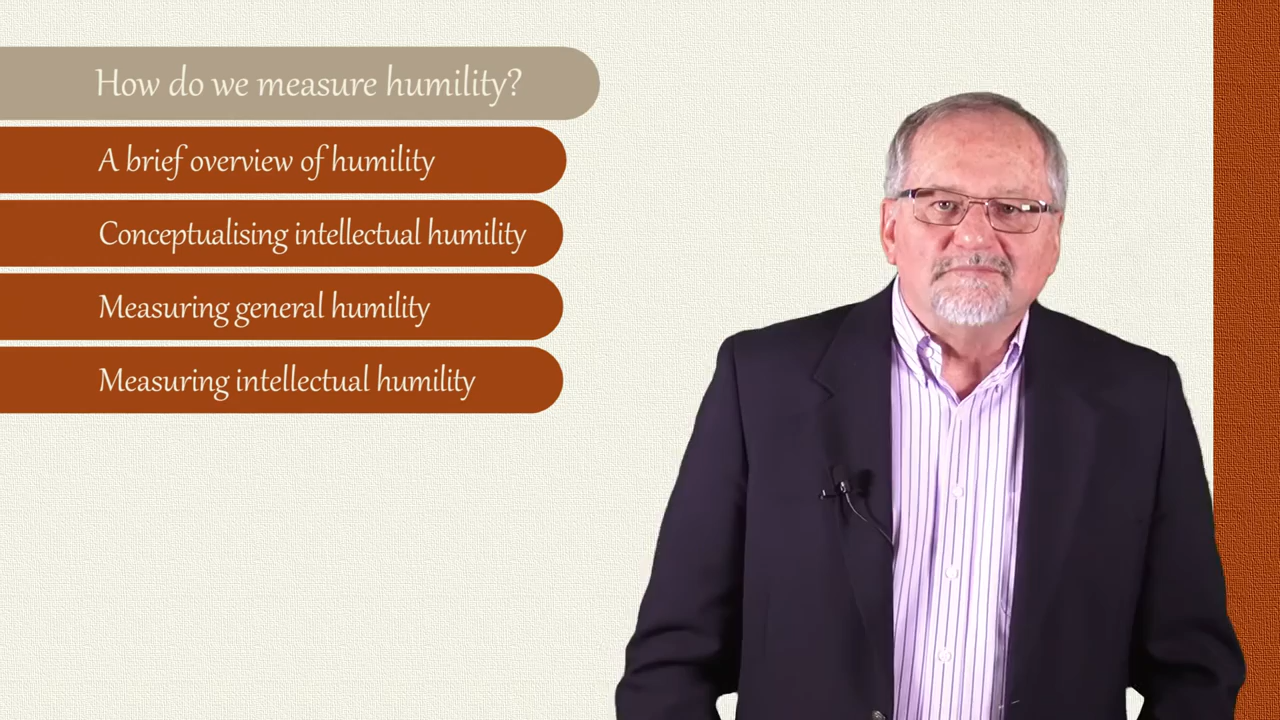 How do we measure humility?
A brief overview of humility
Conceptualising intellectual humility
Measuring general humility
Measuring intellectual humility